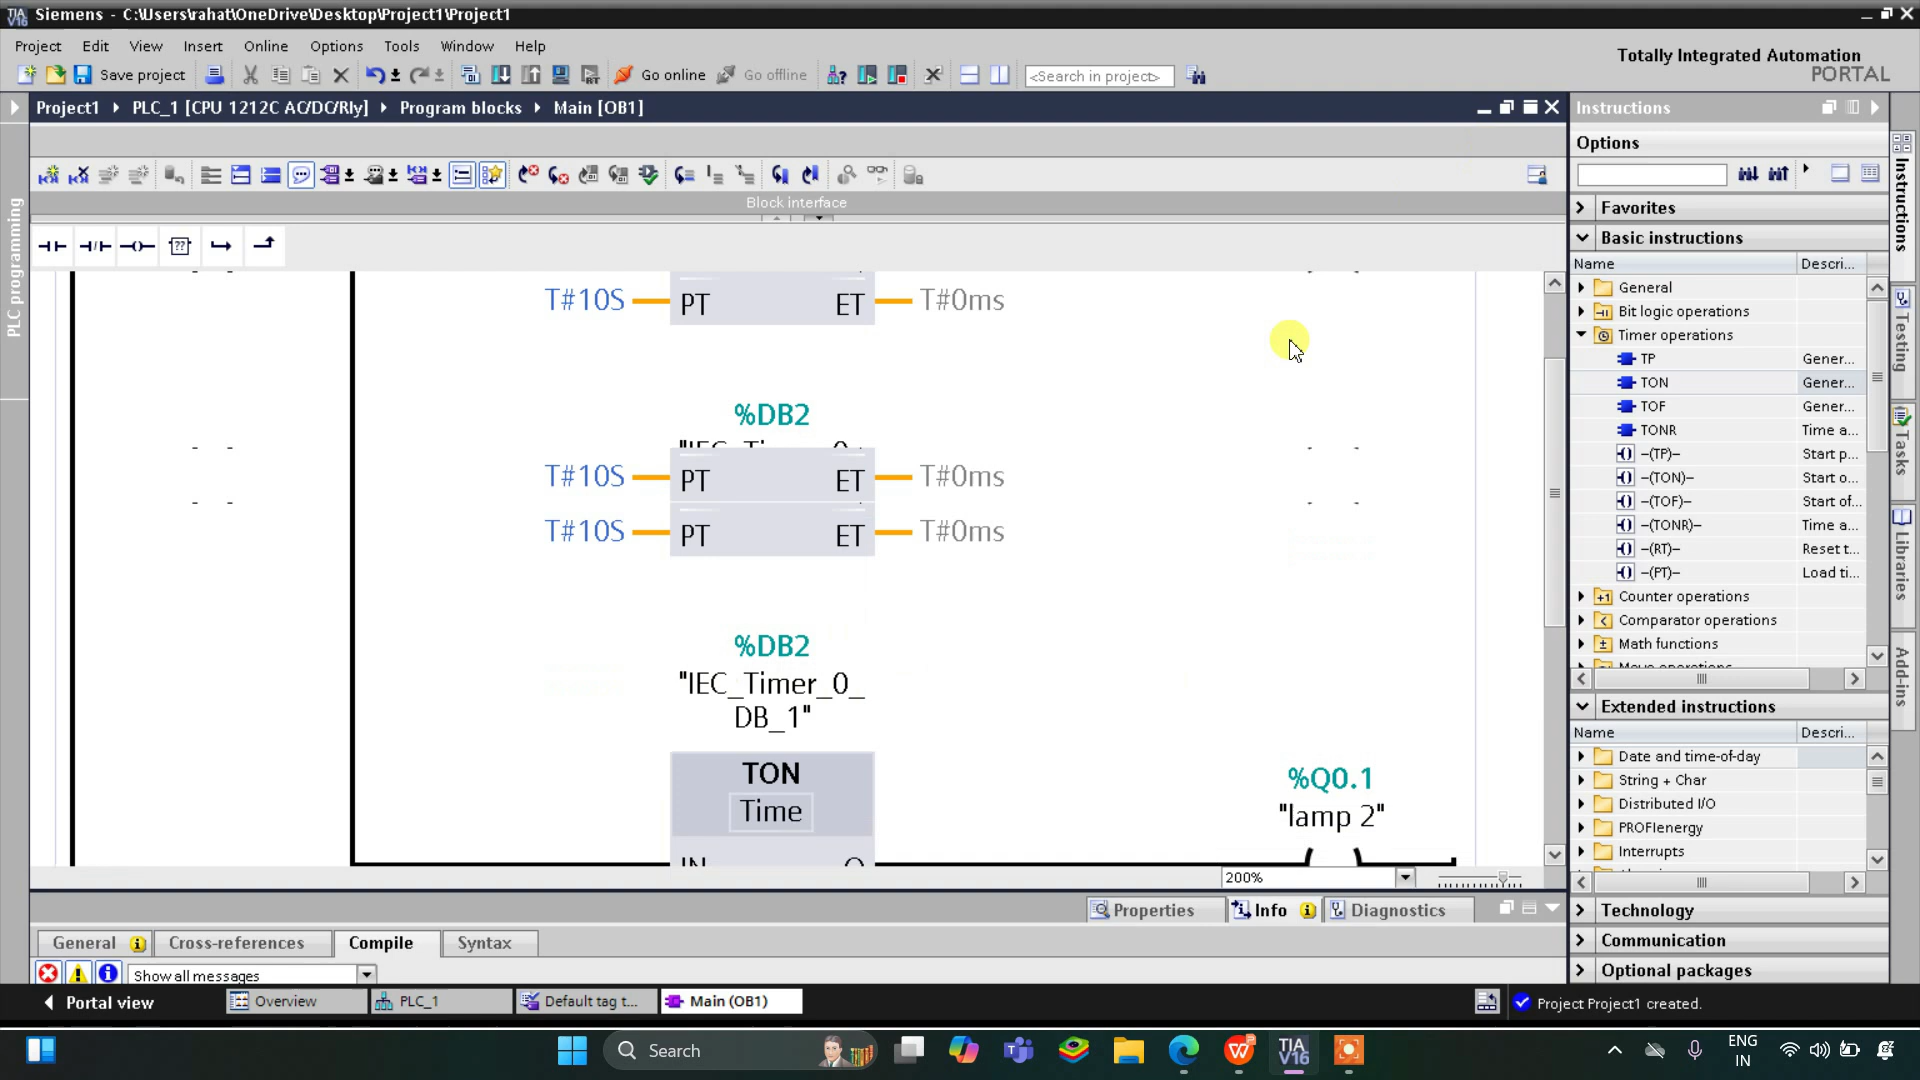 Siemens - C:\Users\rahat\OneDrive\Desktop\Project1\Project1
Project Edit View Insert Online Options Tools Window Help
Totally Integrated Automation
PORTAL
Save project
Go online
Go offline
<Search in project>
Project1 PLC_1 [CPU 1212C AC/DC/Rly] Program blocks Main [OB1]
Block interface
PLC programming
T#10S PT ET T#0ms
%DB2
T#10S PT ET T#0ms
T#10S PT ET T#0ms
%DB2
"IEC_Timer_0_
DB_1"
TON
Time
IN Q
%Q0.1
"lamp 2"
200%
Instructions
Options
Favorites
Basic instructions
Name Descri...
General
Bit logic operations
Timer operations
TP Gener...
TON Gener...
TOF Gener...
TONR Time a...
-(TP)- Start p...
-(TON)- Start o...
-(TOF)- Start of...
-(TONR)- Time a...
-(RT)- Reset t...
-(PT)- Load ti...
Counter operations
Comparator operations
Math functions
Move operations
Extended instructions
Name Descri...
Date and time-of-day
String + Char
Distributed I/O
PROFIenergy
Interrupts
Technology
Communication
Optional packages
Instructions
Testing
Tasks
Libraries
Add-ins
Properties Info Diagnostics
General Cross-references Compile Syntax
Show all messages
Portal view Overview PLC_1 Default tag t... Main (OB1)
Project Project1 created.
Search
TIA
V16
ENG
IN